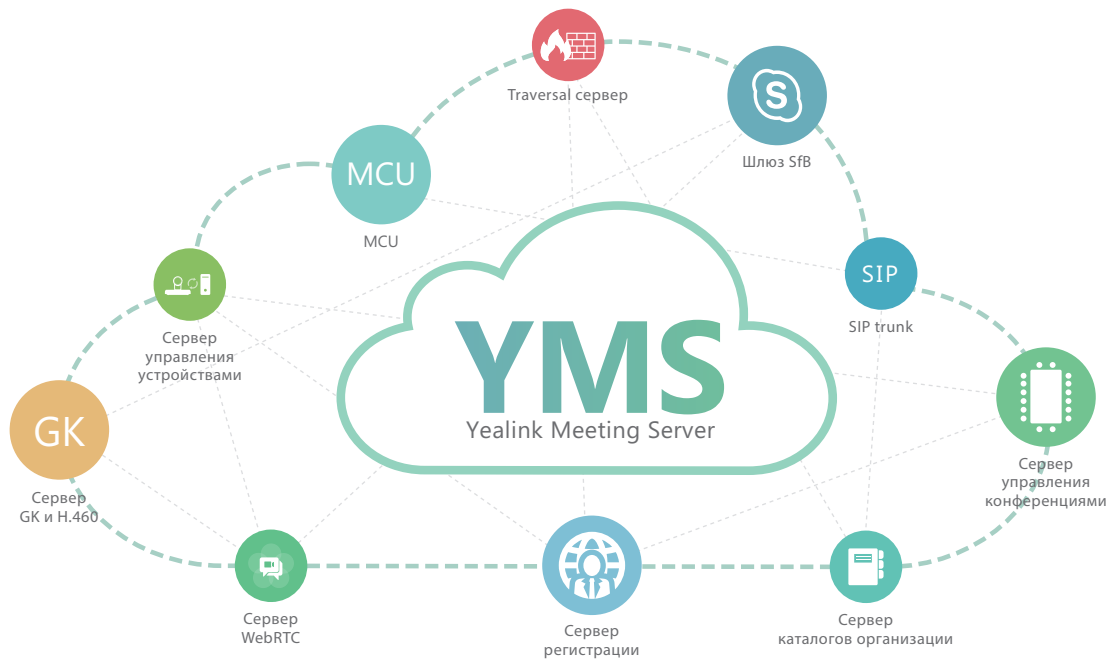 Traversal сервер
S
Шлюз SfB
MCU
MCU
SIP
SIP trunk
Сервер
управления
устройствами
YMS
Yealink Meeting Server
GK
Сервер
GK и H.460
Сервер
управления
конференциями
Сервер
WebRTC
Сервер
регистрации
Сервер
каталогов организации